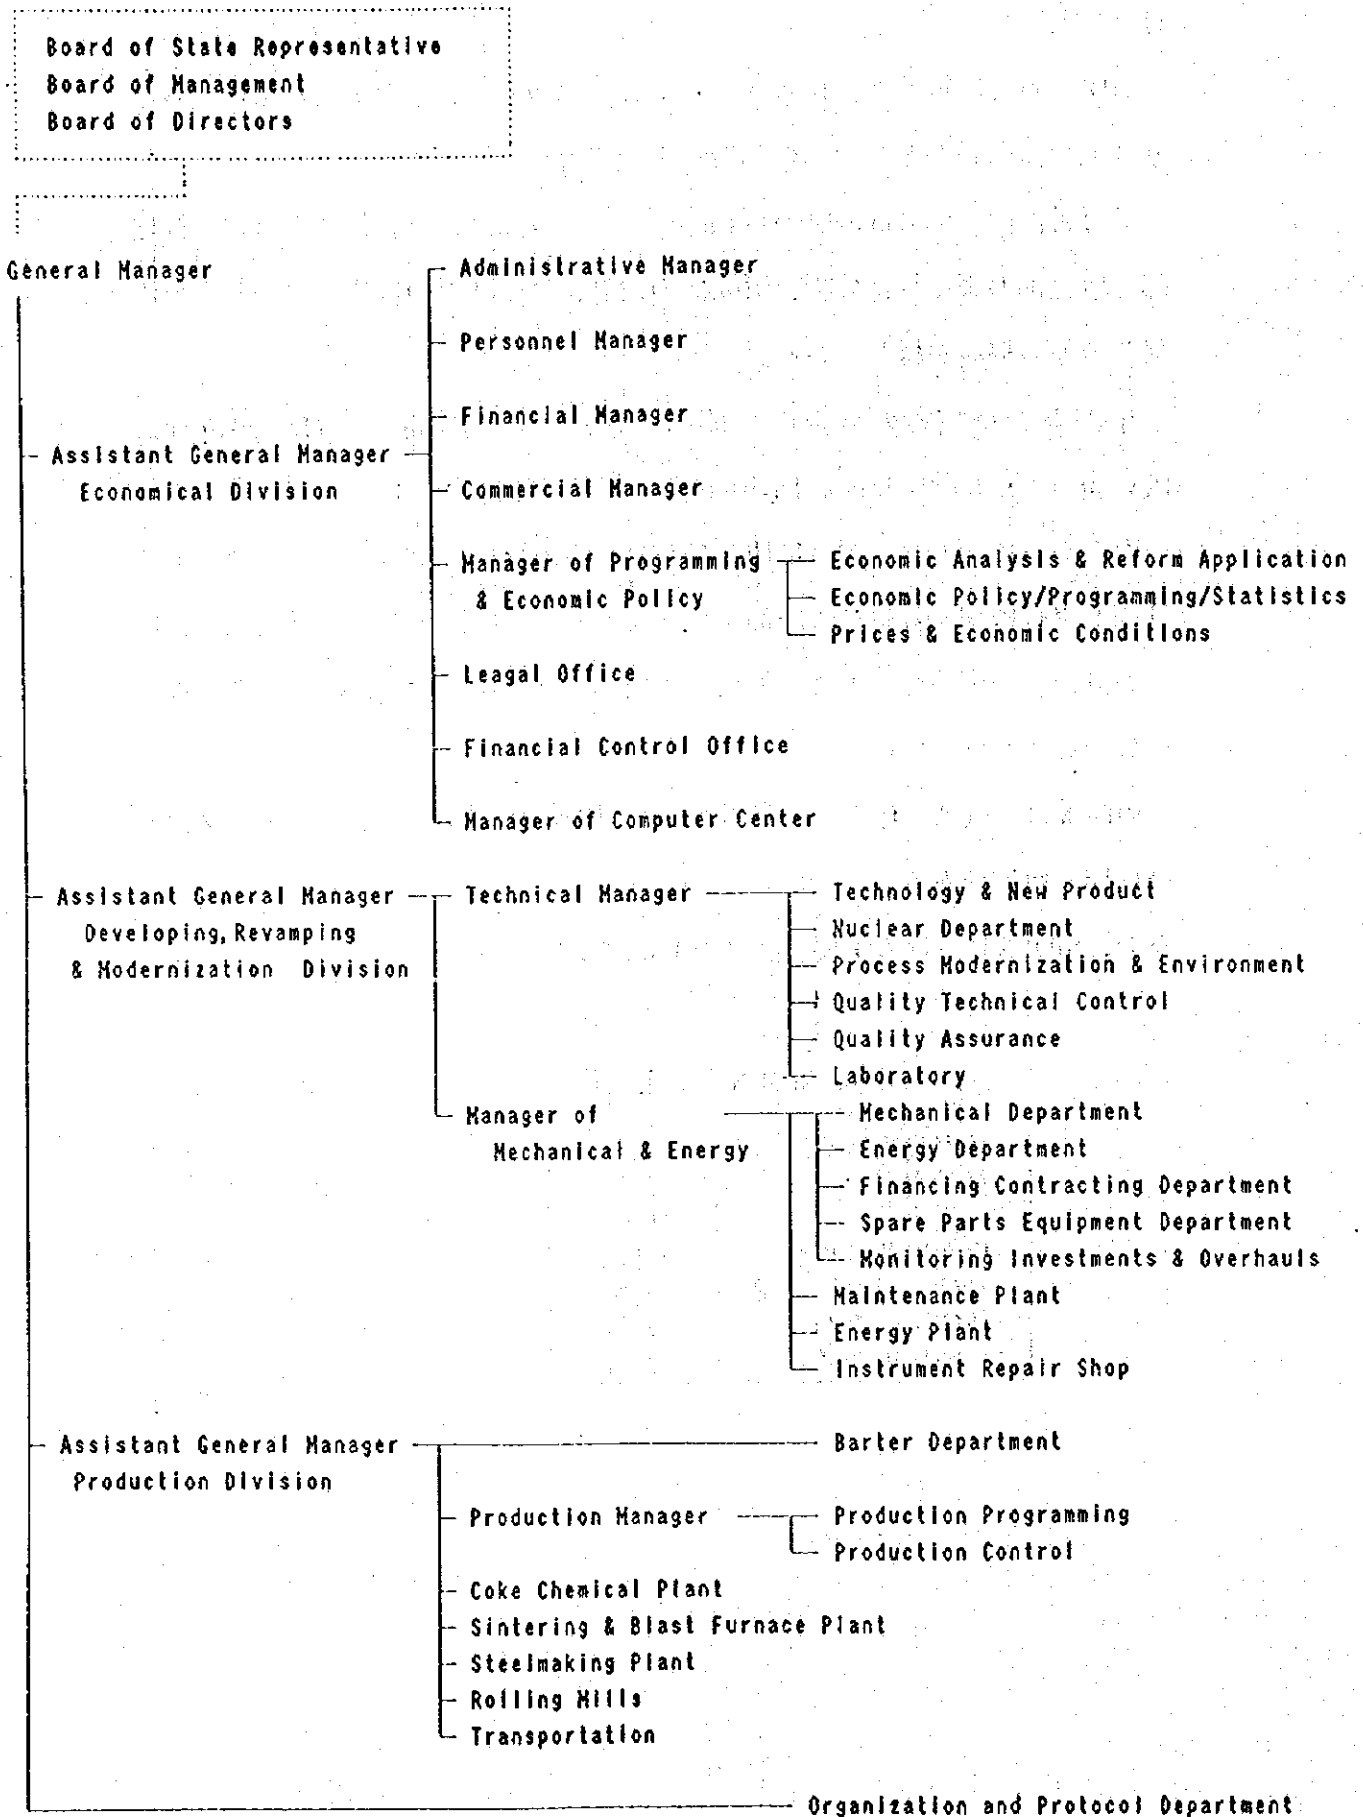 Board of State Representative
Board of Management
Board of Directors
General Manager
Administrative Manager
Personnel Manager
Financial Manager
Assistant General Manager
Economical Division
Commercial Manager
Manager of Programming
& Economic Policy
Economic Analysis & Reform Application
Economic Policy/Programming/Statistics
Prices & Economic Conditions
Leagal Office
Financial Control Office
Manager of Computer Center
Assistant General Manager
Developing, Revamping
& Modernization Division
Technical Manager
Technology & New Product
Nuclear Department
Process Modernization & Environment
Quality Technical Control
Quality Assurance
Laboratory
Manager of
Mechanical & Energy
Mechanical Department
Energy Department
Financing Contracting Department
Spare Parts Equipment Department
Monitoring Investments & Overhauls
Maintenance Plant
Energy Plant
Instrument Repair Shop
Assistant General Manager
Production Division
Barter Department
Production Manager
Production Programming
Production Control
Coke Chemical Plant
Sintering & Blast Furnace Plant
Steelmaking Plant
Rolling Mills
Transportation
Organization and Protocol Department